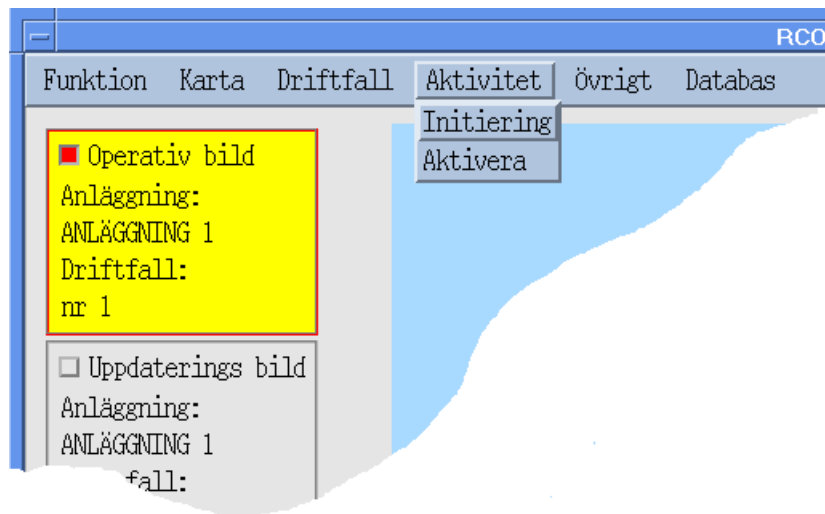 RCO
Funktion Karta Driftfall Aktivitet Övrigt Databas
Initiering
Aktivera
Operativ bild
Anläggning:
ANLÄGGNING 1
Driftfall:
nr 1
Uppdaterings bild
Anläggning:
ANLÄGGNING 1
fall: